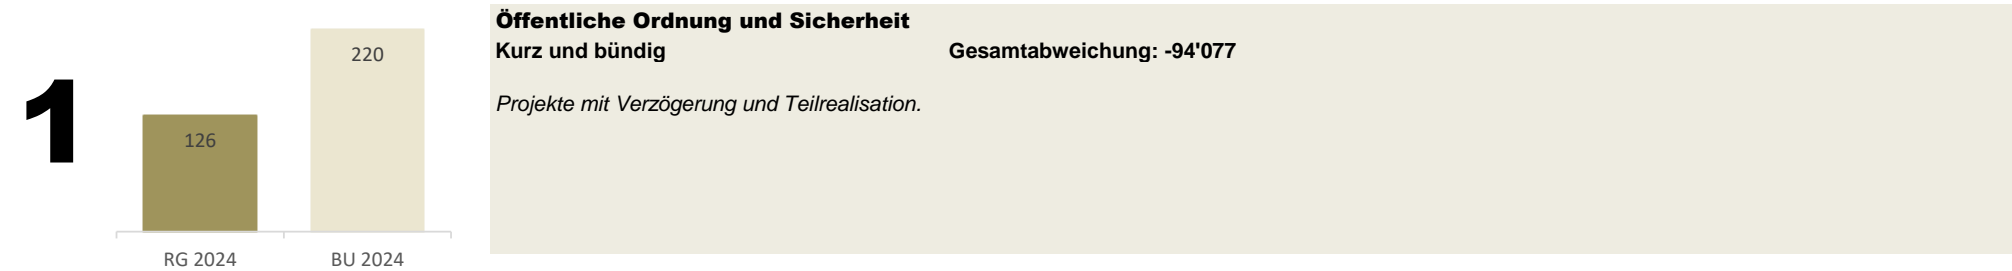 1
220
126
RG 2024
BU 2024
Öffentliche Ordnung und Sicherheit
Kurz und bündig Gesamtabweichung: -94'077
Projekte mit Verzögerung und Teilrealisation.